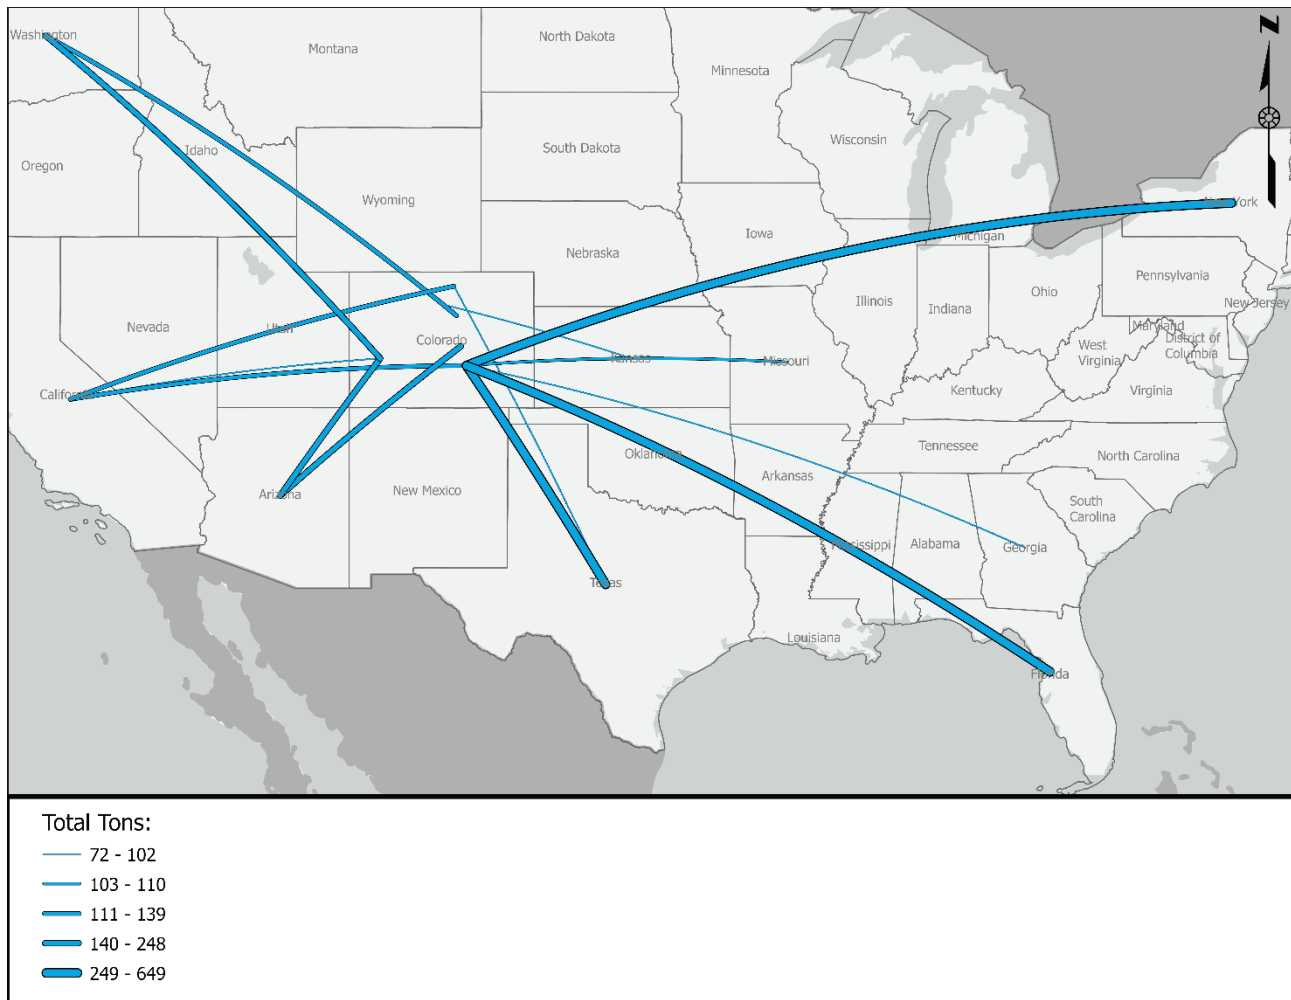 Washington
Montana
North Dakota
Minnesota
Oregon
Idaho
South Dakota
Wisconsin
Wyoming
Iowa
Michigan
New York
Nebraska
Pennsylvania
Nevada
Utah
Colorado
Illinois
Indiana
Ohio
New Jersey
Maryland
District of
Columbia
West
Virginia
California
Kansas
Missouri
Kentucky
Virginia
Arizona
New Mexico
Oklahoma
Arkansas
Tennessee
North Carolina
South
Carolina
Texas
Mississippi
Alabama
Georgia
Louisiana
Florida
N
Total Tons:
72 - 102
103 - 110
111 - 139
140 - 248
249 - 649